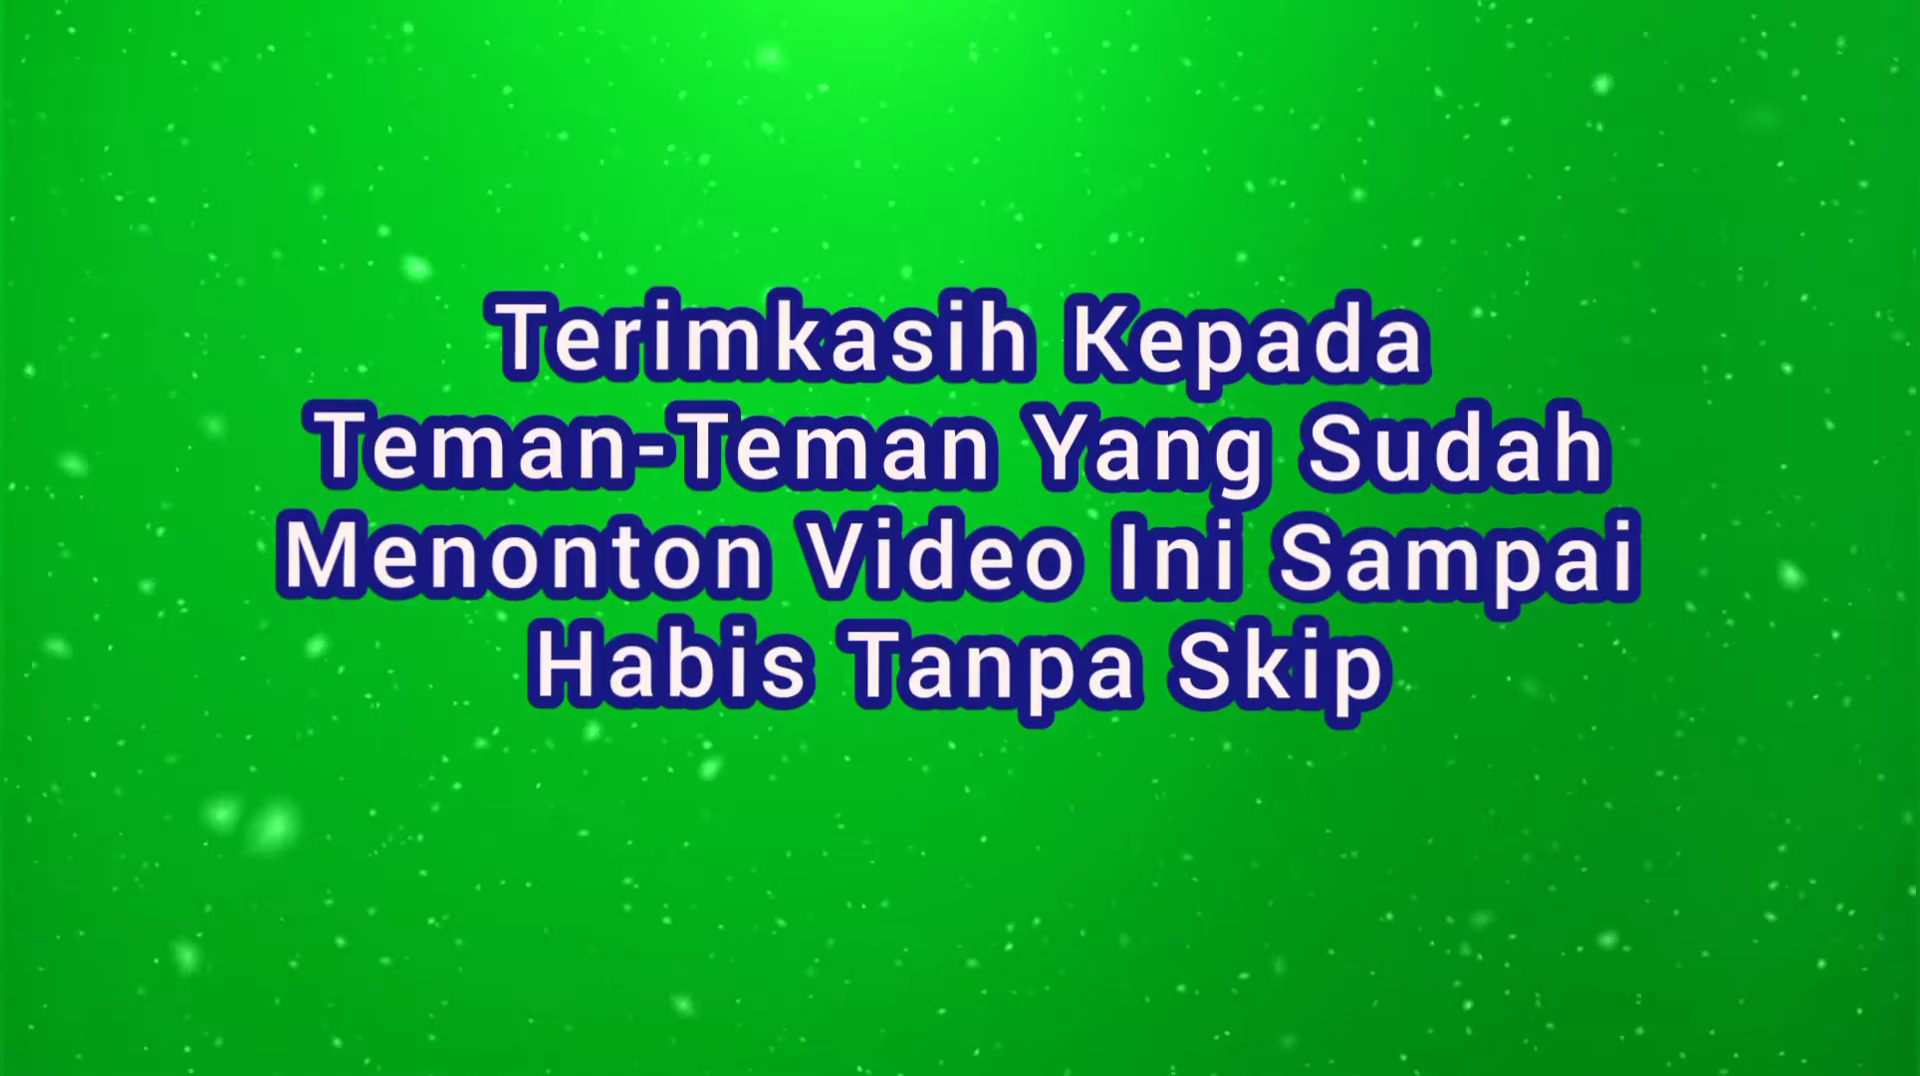 Terimkasih Kepada
Teman-Teman Yang Sudah
Menonton Video Ini Sampai
Habis Tanpa Skip